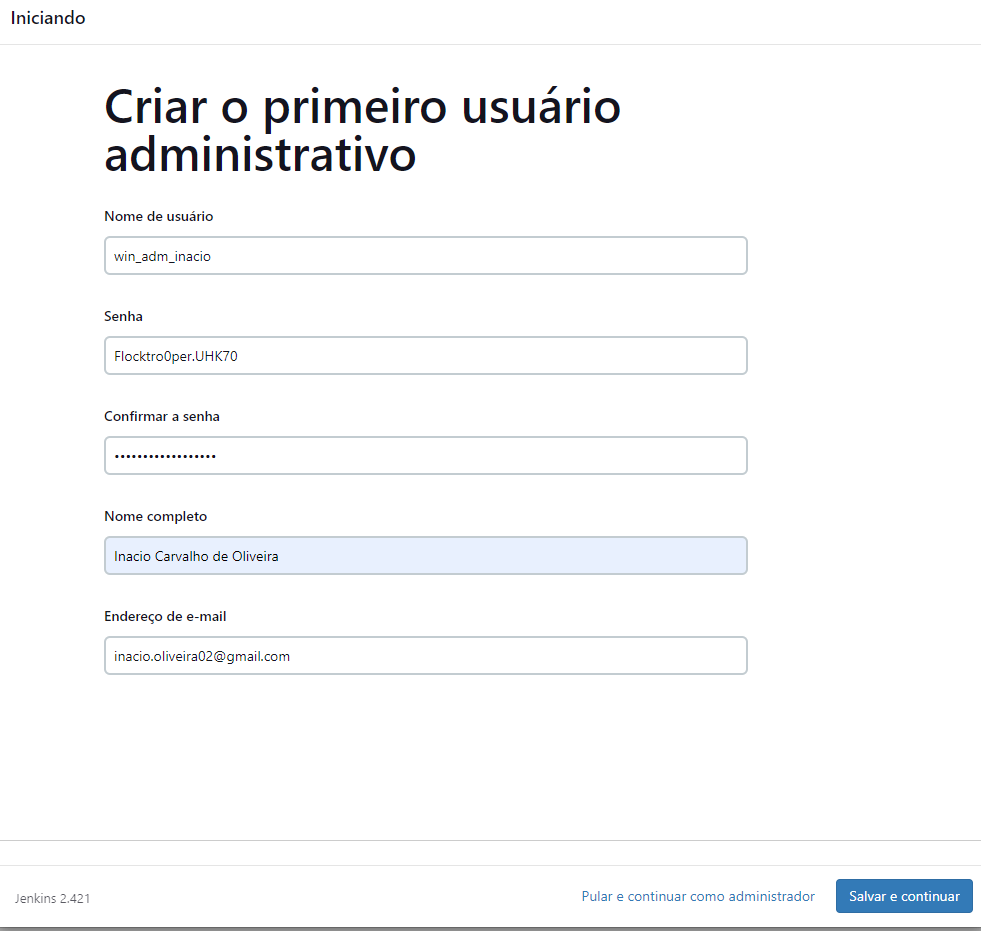 Iniciando
Criar o primeiro usuário
administrativo
Nome de usuário
win_adm_inacio
Senha
Flocktro0per.UHK70
Confirmar a senha
••••••••••••••••••
Nome completo
Inacio Carvalho de Oliveira
Endereço de e-mail
inacio.oliveira02@gmail.com
Jenkins 2.421
Pular e continuar como administrador
Salvar e continuar